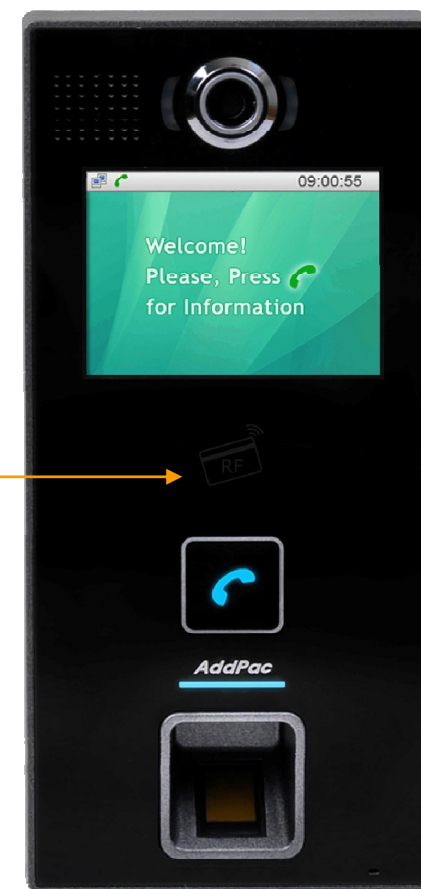 09:00:55
Welcome!
Please, Press
for Information
RF
AddPac